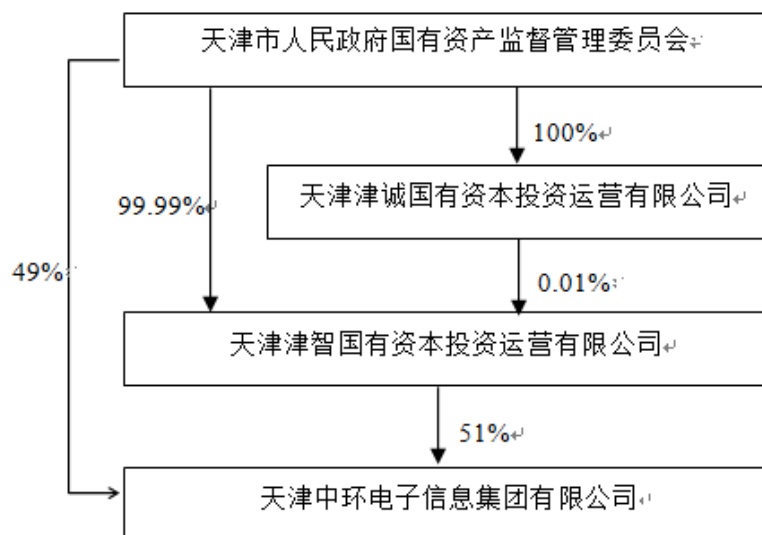 天津市人民政府国有资产监督管理委员会
100%
天津津诚国有资本投资运营有限公司
99.99%
49%
0.01%
天津津智国有资本投资运营有限公司
51%
天津中环电子信息集团有限公司